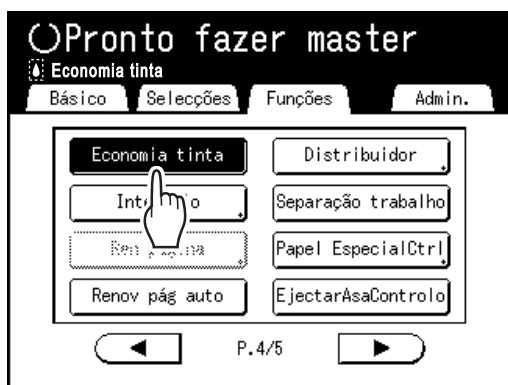 Pronto fazer master
Economia tinta
Básico Selecções Funções Admin.
Economia tinta
Distribuidor
Separação trabalho
Papel EspecialCtrl
Renov pág auto
EjectarAsaControlo
P.4/5